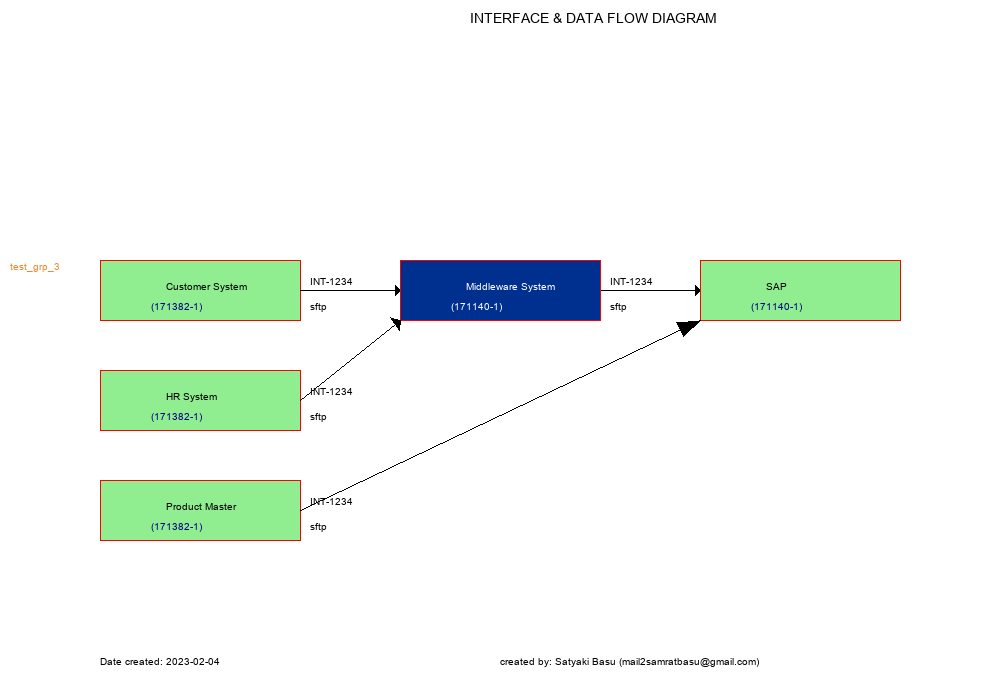 INTERFACE & DATA FLOW DIAGRAM
test_grp_3
Customer System
(171382-1)
INT-1234
sftp
Middleware System
(171140-1)
INT-1234
sftp
SAP
(171140-1)
HR System
(171382-1)
INT-1234
sftp
Product Master
(171382-1)
INT-1234
sftp
Date created: 2023-02-04
created by: Satyaki Basu (mail2samratbasu@gmail.com)